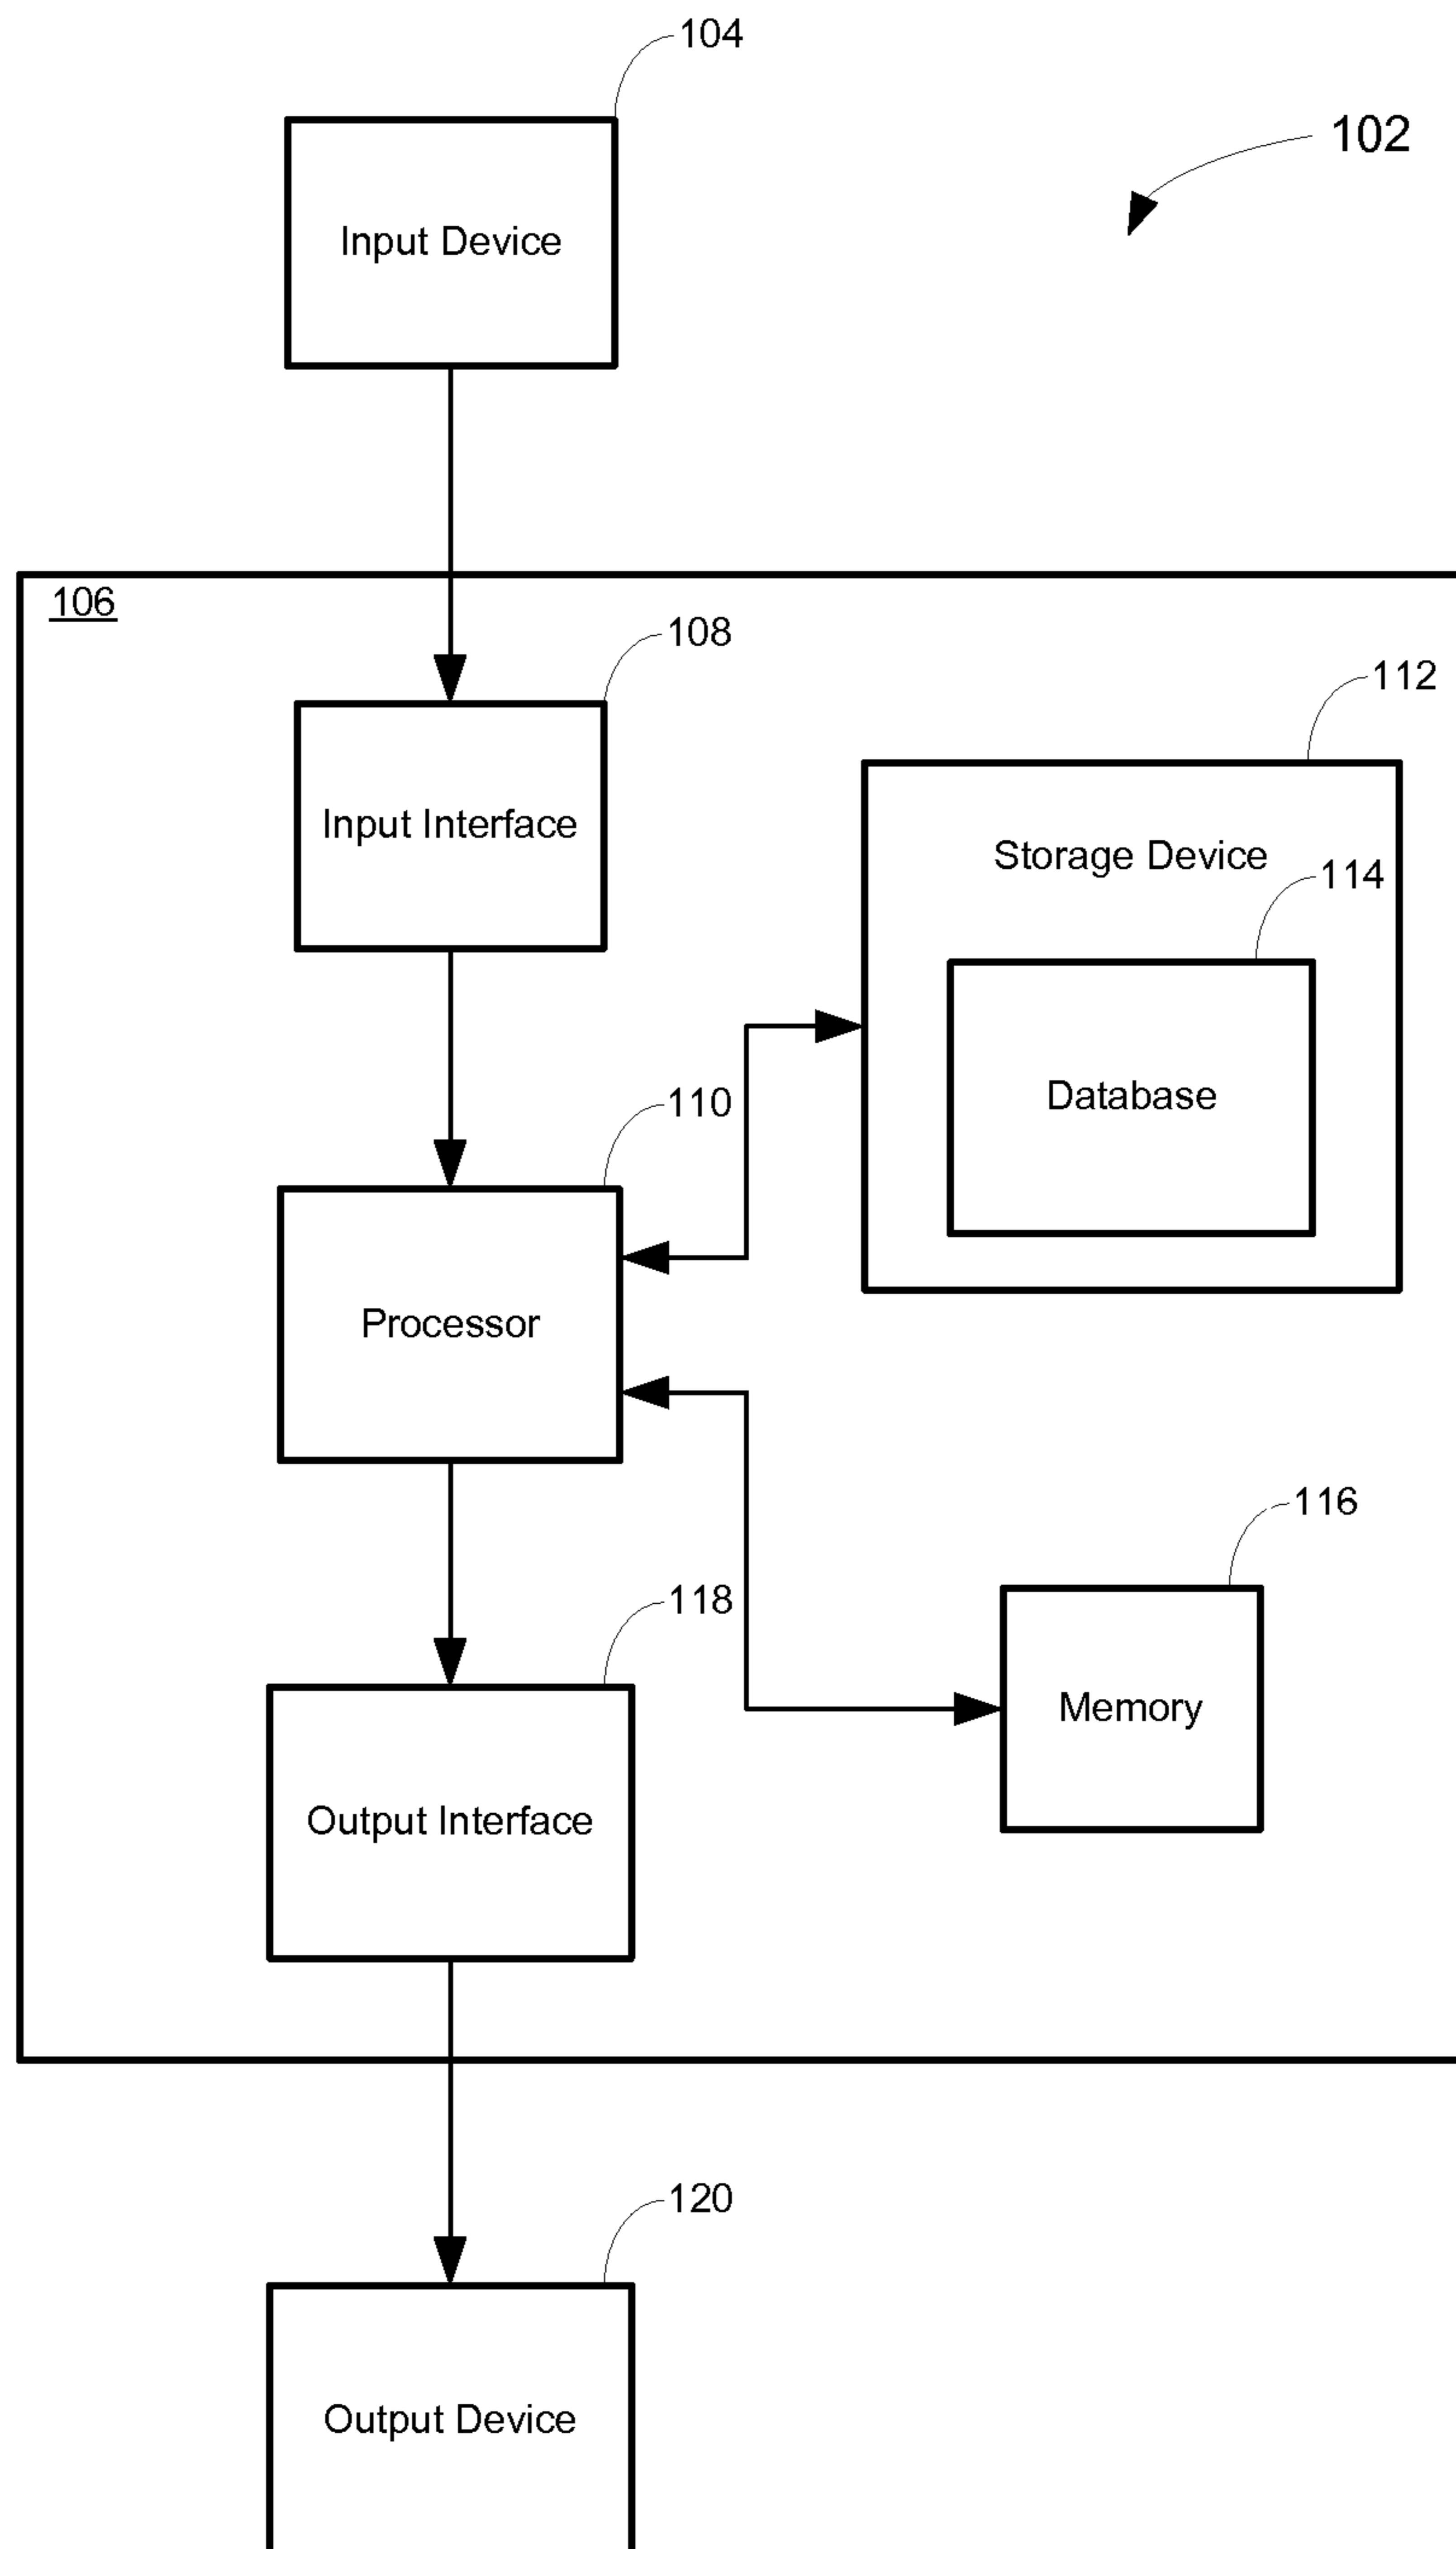 104
102
Input Device
106
108
112
Input Interface
Storage Device
114
110
Database
Processor
116
118
Memory
Output Interface
120
Output Device